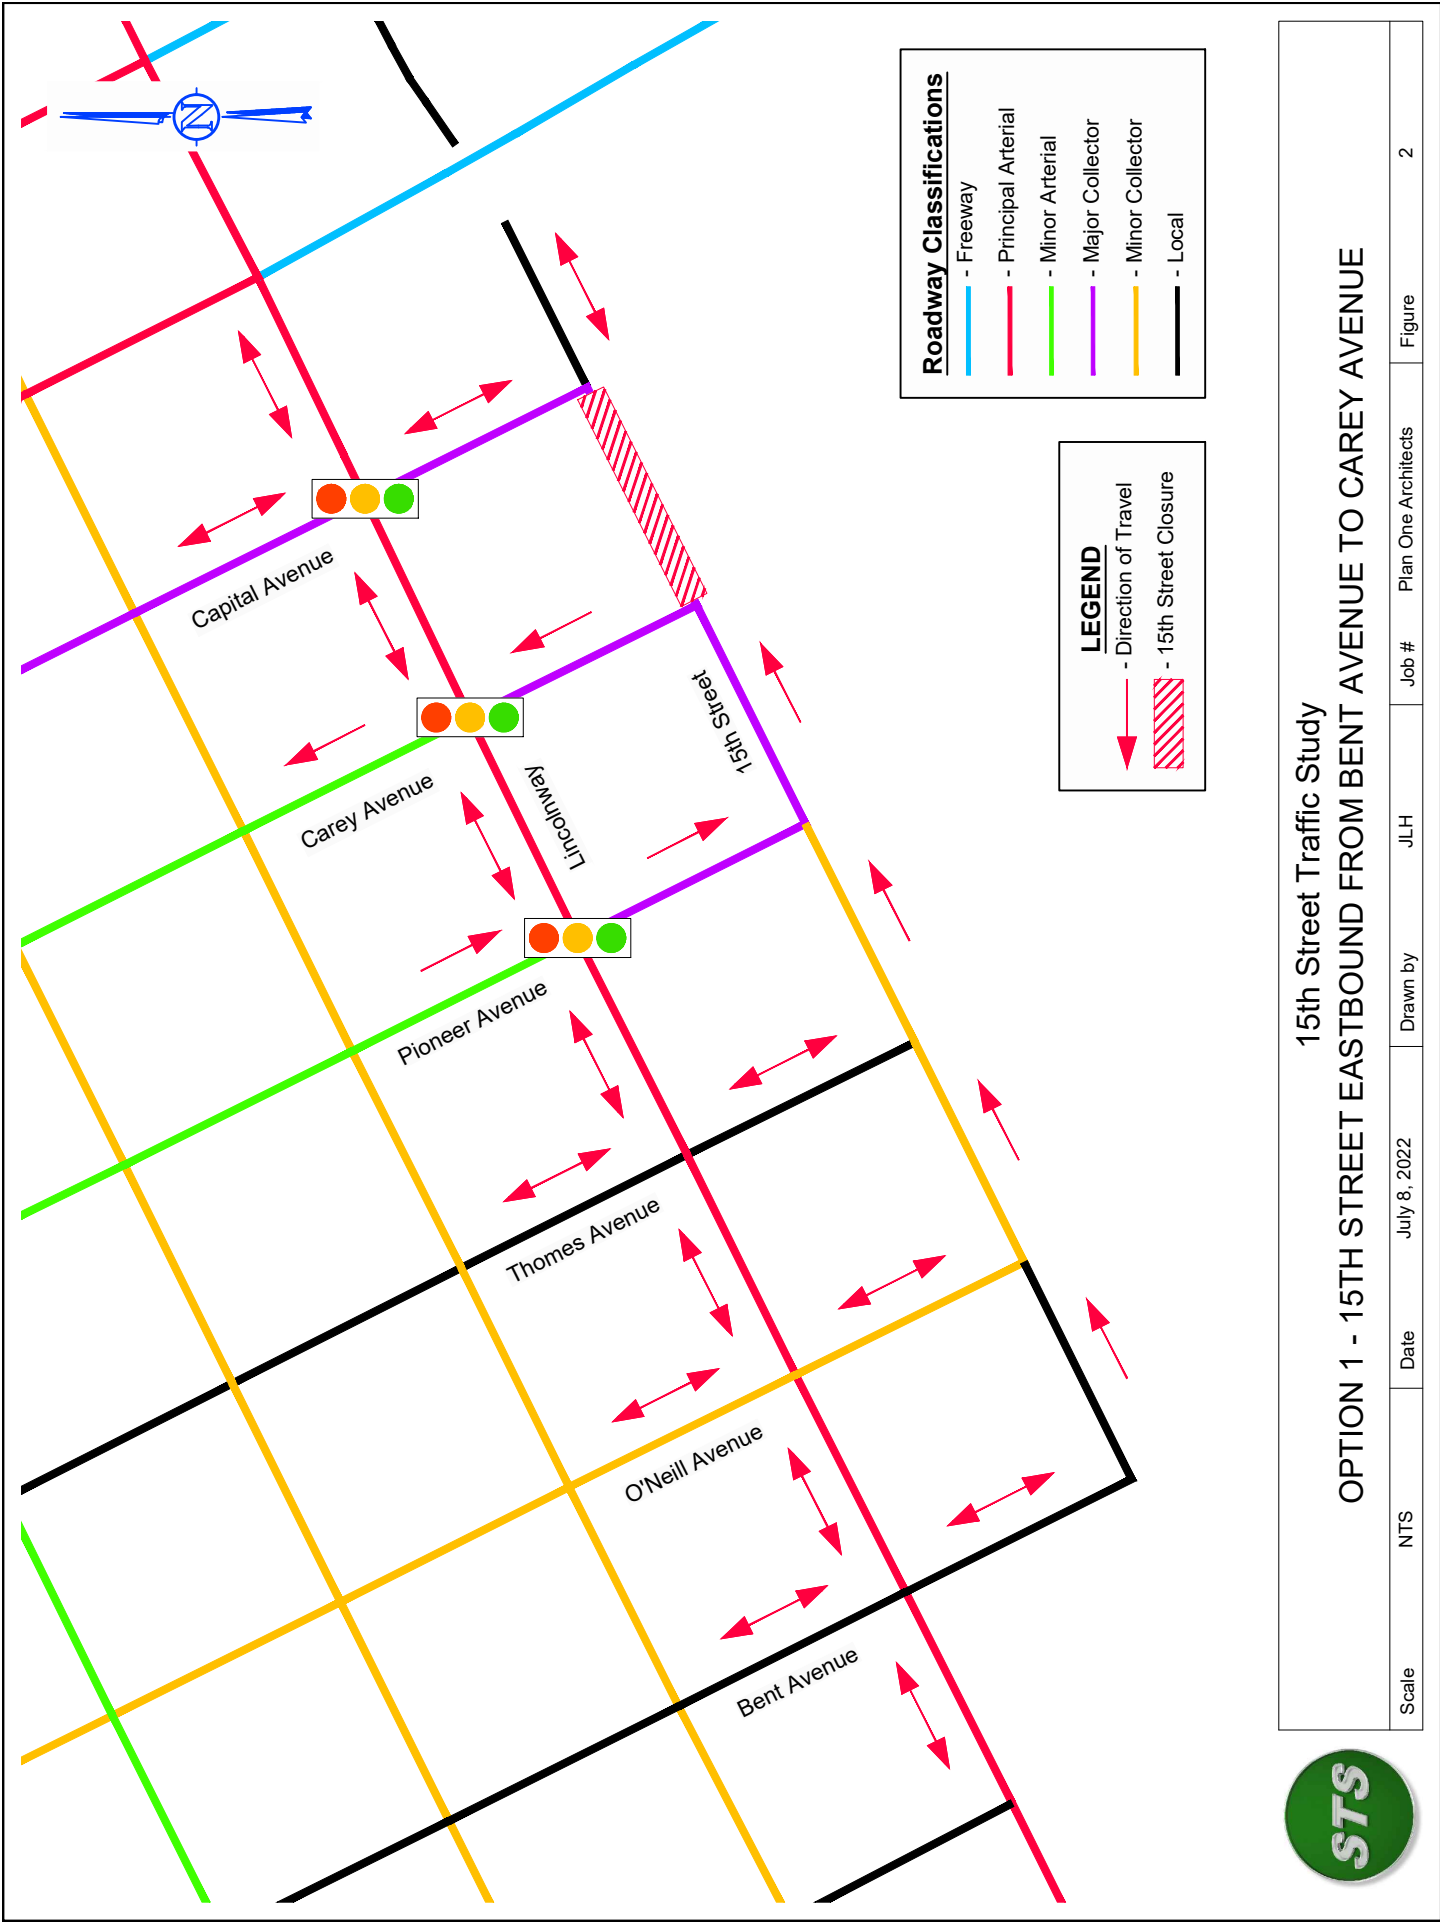 N
Capital Avenue
Carey Avenue
Pioneer Avenue
Thomes Avenue
O'Neill Avenue
Bent Avenue
Lincolnway
15th Street
Roadway Classifications
- Freeway
- Principal Arterial
- Minor Arterial
- Major Collector
- Minor Collector
- Local
LEGEND
- Direction of Travel
- 15th Street Closure
STS
15th Street Traffic Study
OPTION 1 - 15TH STREET EASTBOUND FROM BENT AVENUE TO CAREY AVENUE
Scale NTS Date July 8, 2022 Drawn by JLH Job # Plan One Architects Figure 2